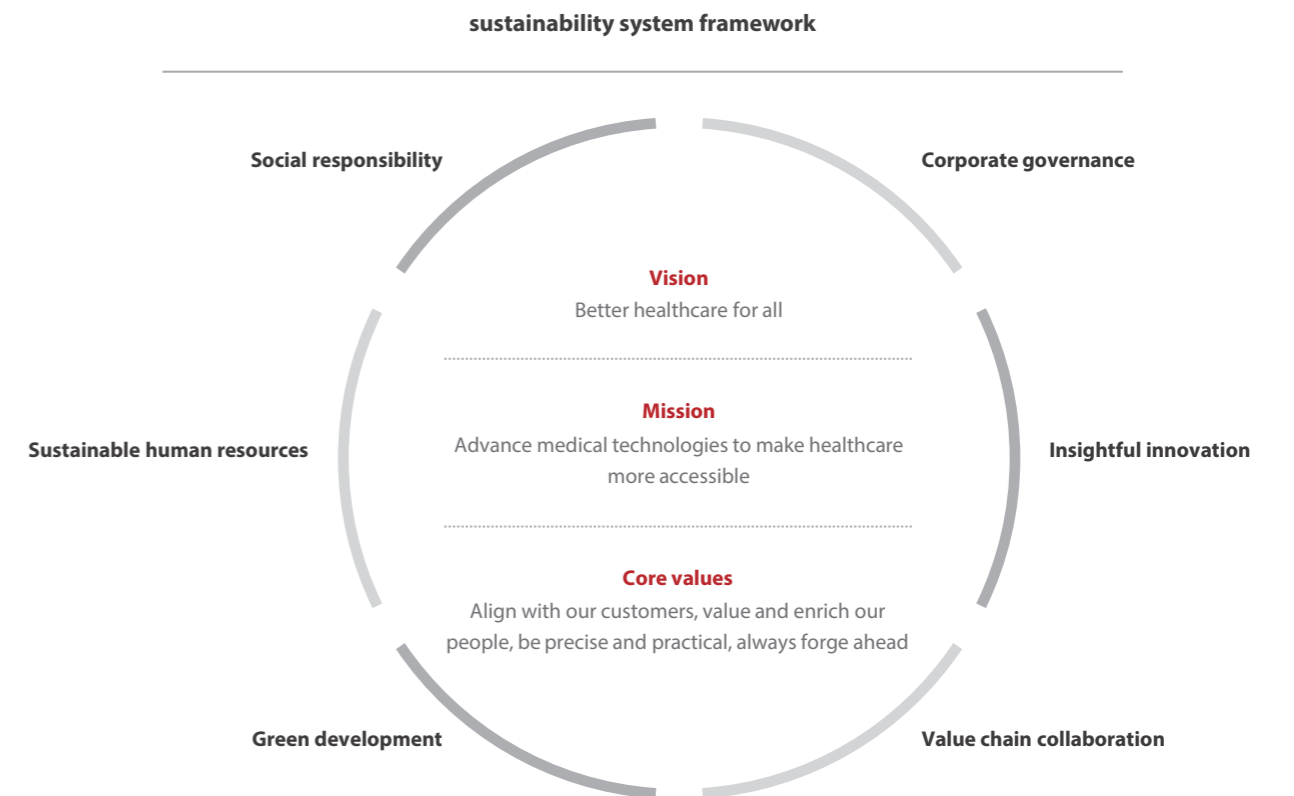 sustainability system framework
Social responsibility
Corporate governance
Vision
Better healthcare for all
Mission
Advance medical technologies to make healthcare
more accessible
Sustainable human resources
Insightful innovation
Core values
Align with our customers, value and enrich our
people, be precise and practical, always forge ahead
Green development
Value chain collaboration